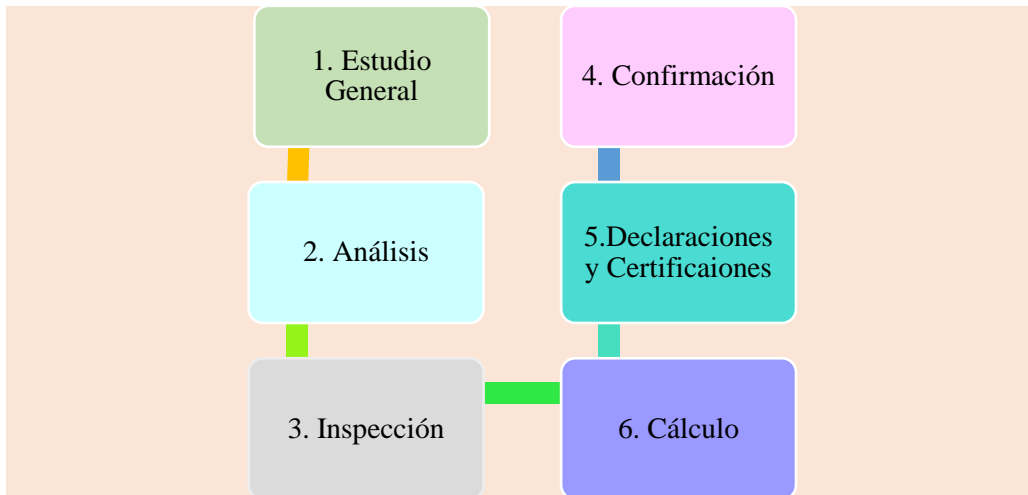 1. Estudio
General
2. Análisis
3. Inspección
4. Confirmación
5.Declaraciones
y Certificaiones
6. Cálculo